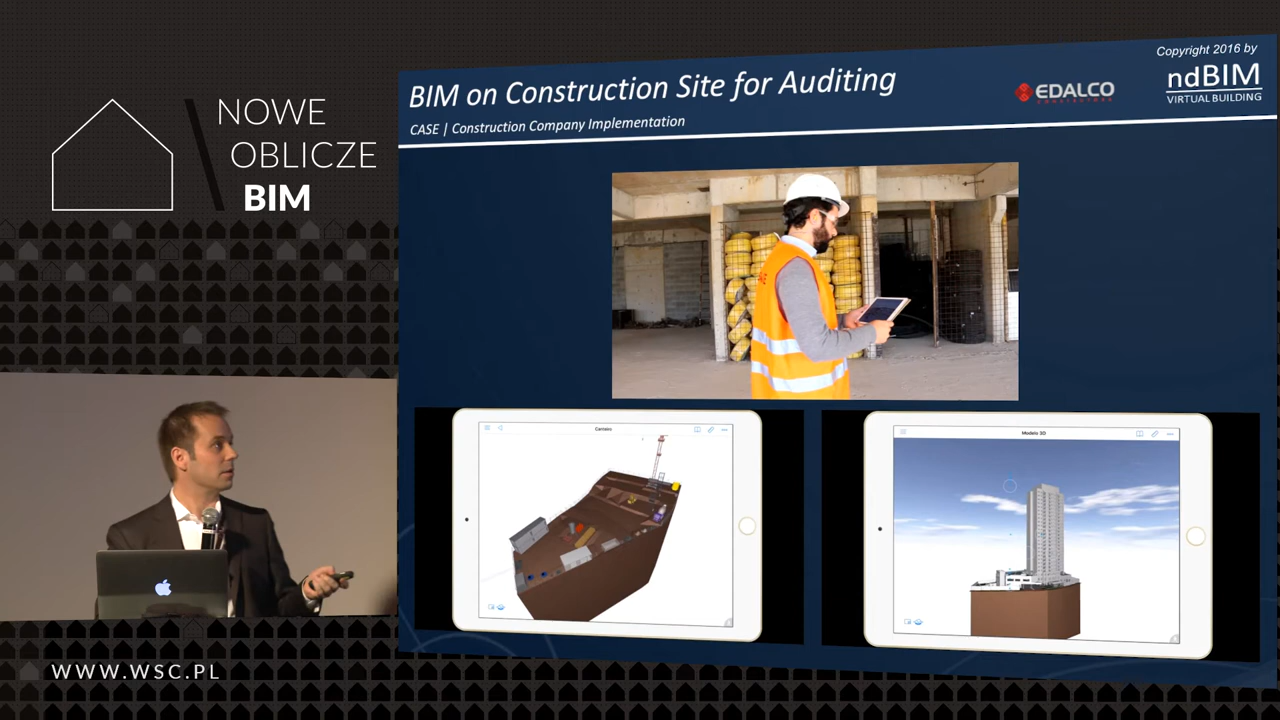 NOWE
OBLICZE
BIM
WWW.WSC.PL
BIM on Construction Site for Auditing
CASE | Construction Company Implementation
EDALCO
Copyright 2016 by
ndBIM
VIRTUAL BUILDING
Canteiro
Modelo 3D